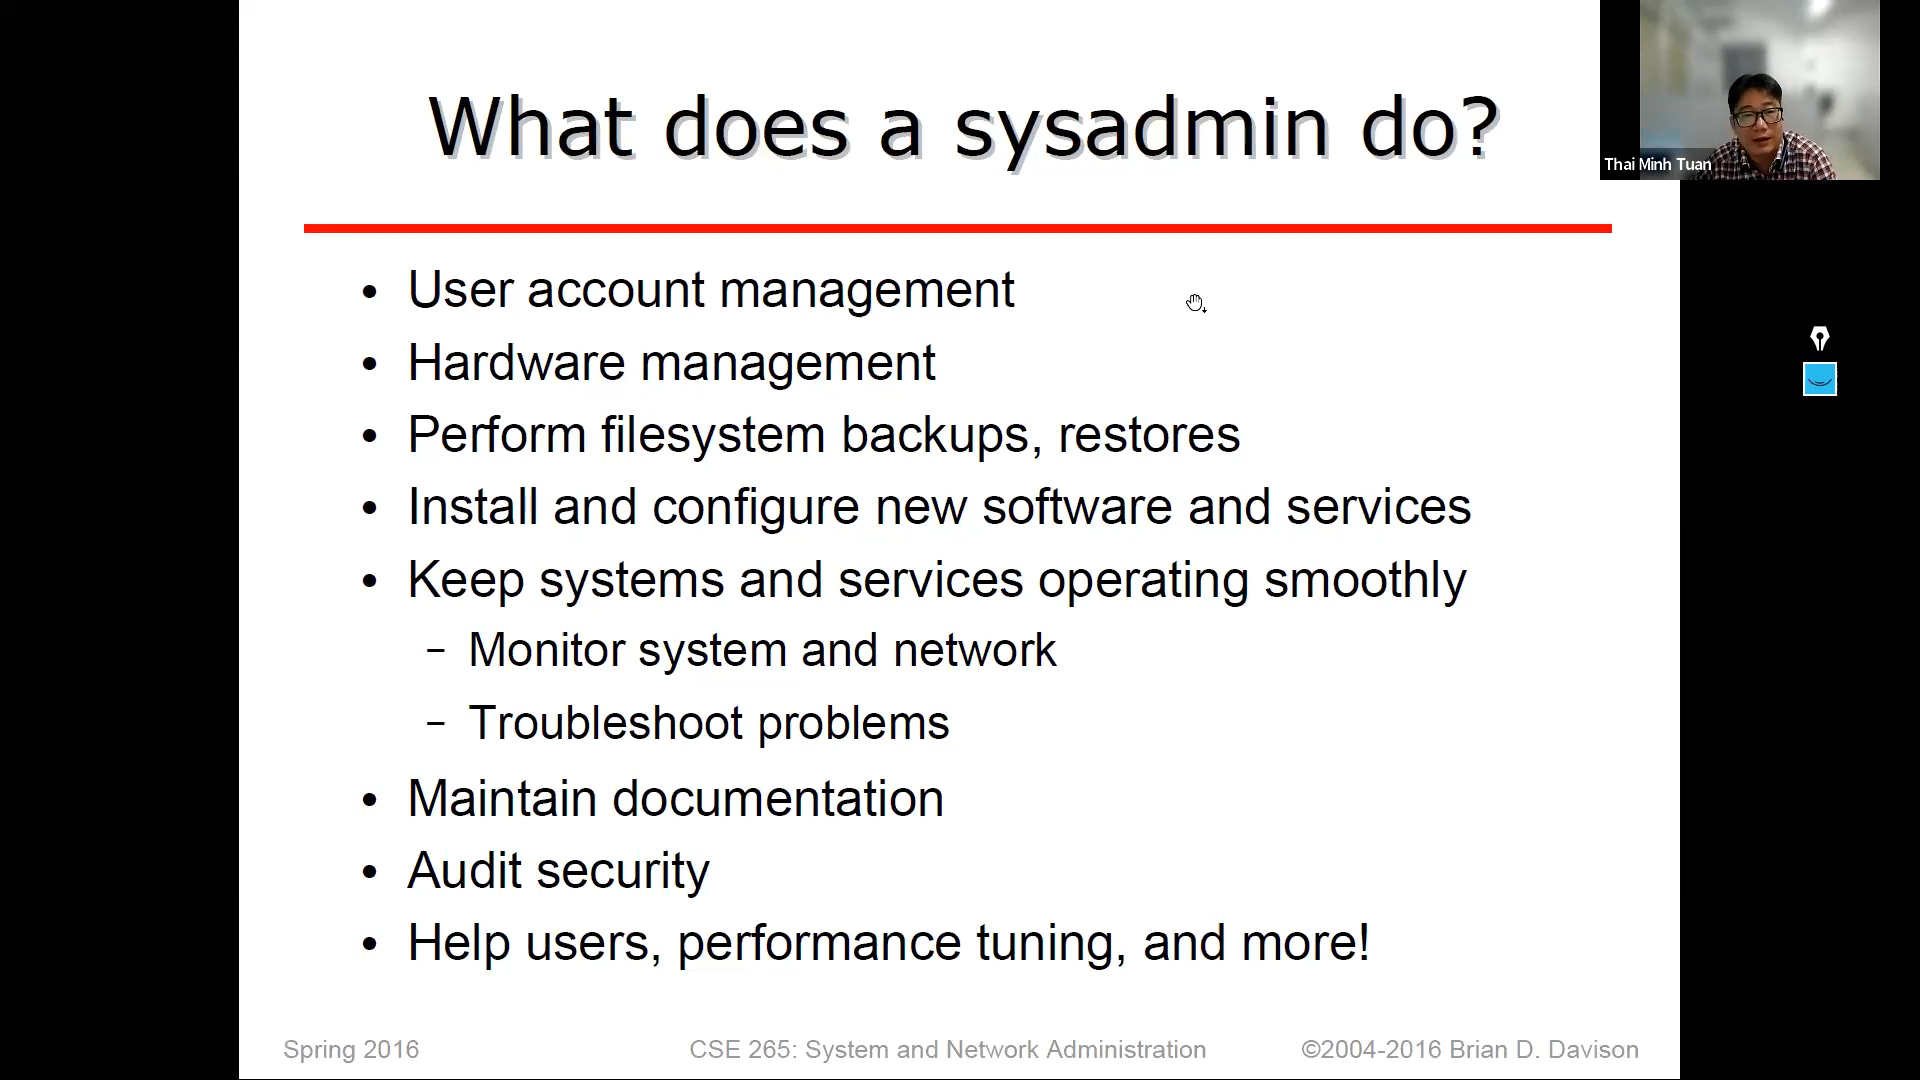 What does a sysadmin do?
Thai Minh Tuan
• User account management
• Hardware management
• Perform filesystem backups, restores
• Install and configure new software and services
• Keep systems and services operating smoothly
– Monitor system and network
– Troubleshoot problems
• Maintain documentation
• Audit security
• Help users, performance tuning, and more!
Spring 2016
CSE 265: System and Network Administration
©2004-2016 Brian D. Davison